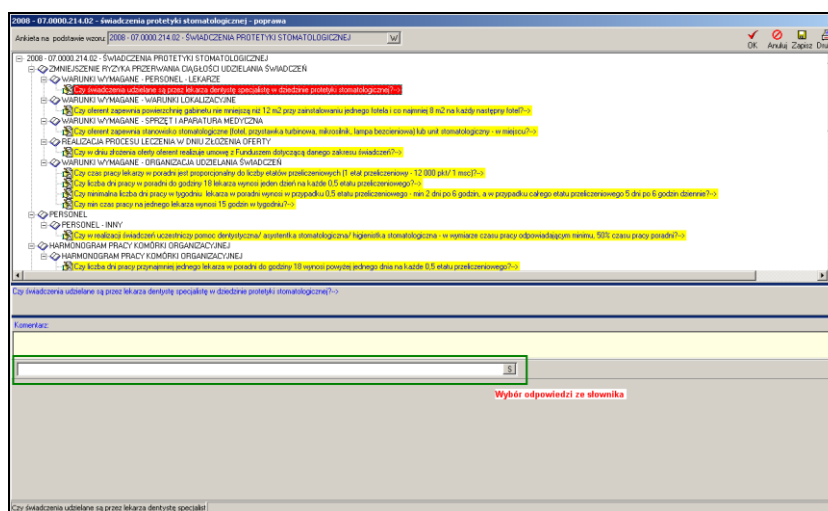 2008 - 07.0000.214.02 - świadczenia protetyki stomatologicznej - poprawa
Ankieta na podstawie wzoru: 2008 - 07.0000.214.02 - ŚWIADCZENIA PROTETYKI STOMATOLOGICZNEJ W
OK Anuluj Zapisz Dru
2008 - 07.0000.214.02 - ŚWIADCZENIA PROTETYKI STOMATOLOGICZNEJ
ZMNIEJSZENIE RYZYKA PRZERWANIA CIĄGŁOŚCI UDZIELANIA ŚWIADCZEŃ
WARUNKI WYMAGANE - PERSONEL - LEKARZE
Czy świadczenia udzielane są przez lekarza dentystę specjalistę w dziedzinie protetyki stomatologicznej?-->
WARUNKI WYMAGANE - WARUNKI LOKALIZACYJNE
Czy oferent zapewnia powierzchnię gabinetu nie mniejszą niż 12 m2 przy zainstalowaniu jednego fotela i co najmniej 8 m2 na każdy następny fotel?-->
WARUNKI WYMAGANE - SPRZĘT I APARATURA MEDYCZNA
Czy oferent zapewnia stanowisko stomatologiczne (fotel, przystawka turbinowa, mikrosilnik, lampa bezcieniowa) lub unit stomatologiczny - w miejscu?-->
REALIZACJA PROCESU LECZENIA W DNIU ZŁOŻENIA OFERTY
Czy w dniu złożenia oferty oferent realizuje umowę z Funduszem dotyczącą danego zakresu świadczeń?-->
WARUNKI WYMAGANE - ORGANIZACJA UDZIELANIA ŚWIADCZEŃ
Czy czas pracy lekarzy w poradni jest proporcjonalny do liczby etatów przeliczeniowych (1 etat przeliczeniowy - 12 000 pkt/ 1 msc)?-->
Czy liczba dni pracy w poradni do godziny 18 lekarza wynosi jeden dzień na każde 0,5 etatu przeliczeniowego?-->
Czy minimalna liczba dni pracy w tygodniu lekarza w poradni wynosi w przypadku 0,5 etatu przeliczeniowego - min 2 dni po 6 godzin, a w przypadku całego etatu przeliczeniowego 5 dni po 6 godzin dziennie?-->
Czy min czas pracy na jednego lekarza wynosi 15 godzin w tygodniu?-->
PERSONEL
PERSONEL - INNY
Czy w realizacji świadczeń uczestniczy pomoc dentystyczna/ asystentka stomatologiczna/ higienistka stomatologiczna - w wymiarze czasu pracy odpowiadającym minimu, 50% czasu pracy poradni?-->
HARMONOGRAM PRACY KOMÓRKI ORGANIZACYJNEJ
HARMONOGRAM PRACY KOMÓRKI ORGANIZACYJNEJ
Czy liczba dni pracy przynajmniej jednego lekarza w poradni do godziny 18 wynosi powyżej jednego dnia na każde 0,5 etatu przeliczeniowego?-->
Czy świadczenia udzielane są przez lekarza dentystę specjalistę w dziedzinie protetyki stomatologicznej?-->
Komentarz:
S
Wybór odpowiedzi ze słownika
Czy świadczenia udzielane są przez lekarza dentystę specjalist